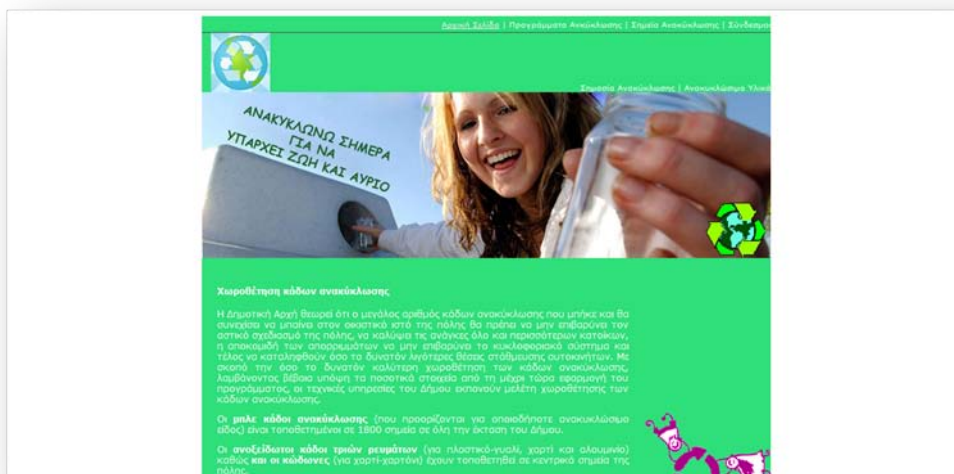 Αρχική Σελίδα | Προγράμματα Ανκύκλωσης | Σημεία Ανακύκλωσης | Σύνδεσμοι
Σημασία Ανακύκλωσης | Ανακυκλώσιμα Υλικά
ΑΝΑΚΥΚΛΩΝΩ ΣΗΜΕΡΑ
ΓΙΑ ΝΑ
ΥΠΑΡΧΕΙ ΖΩΗ ΚΑΙ ΑΥΡΙΟ
Χωροθέτηση κάδων ανακύκλωσης
Η Δημοτική Αρχή θεωρεί ότι ο μεγάλος αριθμός κάδων ανακύκλωσης που μπήκε και θα
συνεχίσει να μπαίνει στον οικιστικό ιστό της πόλης θα πρέπει να μην επιβαρύνει τον
αστικό σχεδιασμό της πόλης, να καλύψει τις ανάγκες όλο και περισσότερων κατοίκων,
η αποκομιδή των απορριμμάτων να μην επιβαρύνει το κυκλοφοριακό σύστημα και
τέλος να καταληφθούν όσο το δυνατόν λιγότερες θέσεις στάθμευσης αυτοκινήτων. Με
σκοπό την όσο το δυνατόν καλύτερη χωροθέτηση των κάδων ανακύκλωσης,
λαμβάνοντας βέβαια υπόψη τα ποσοτικά στοιχεία από τη μέχρι τώρα εφαρμογή του
προγράμματος, οι τεχνικές υπηρεσίες του Δήμου εκπονούν μελέτη χωροθέτησης των
κάδων ανακύκλωσης.
Οι μπλε κάδοι ανακύκλωσης (που προορίζονται για οποιοδήποτε ανακυκλώσιμο
είδος) είναι τοποθετημένοι σε 1800 σημεία σε όλη την έκταση του Δήμου.
Οι ανοξείδωτοι κάδοι τριών ρευμάτων (για πλαστικό-γυαλί, χαρτί και αλουμίνιο)
καθώς και οι κώδωνες (για χαρτί-χαρτόνι) έχουν τοποθετηθεί σε κεντρικά σημεία της
πόλης.